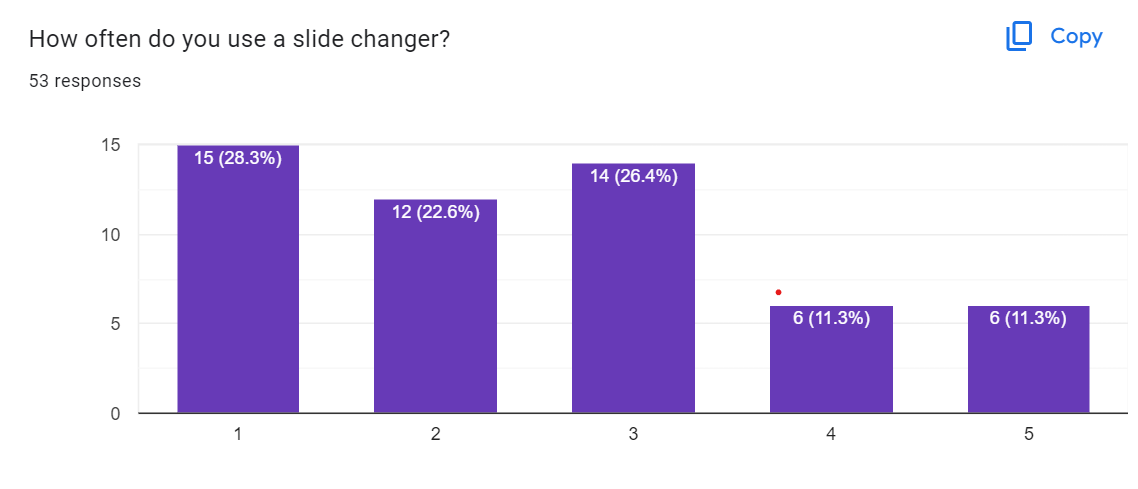 How often do you use a slide changer?
Copy
53 responses
15
10
5
0
15 (28.3%)
12 (22.6%)
14 (26.4%)
6 (11.3%)
6 (11.3%)
1 2 3 4 5